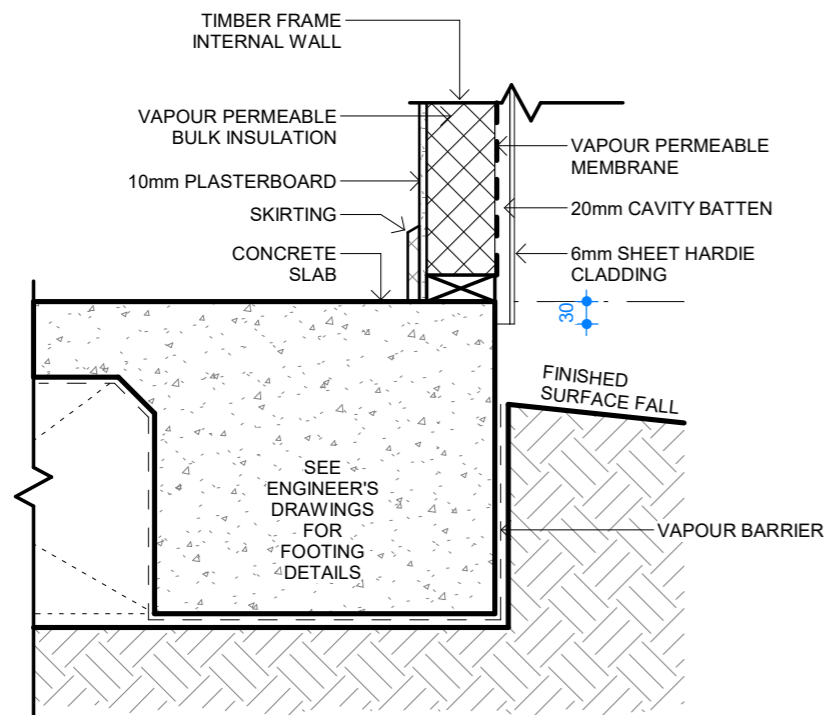 TIMBER FRAME
INTERNAL WALL
VAPOUR PERMEABLE
BULK INSULATION
10mm PLASTERBOARD
SKIRTING
CONCRETE
SLAB
VAPOUR PERMEABLE
MEMBRANE
20mm CAVITY BATTEN
6mm SHEET HARDIE
CLADDING
30
FINISHED
SURFACE FALL
SEE
ENGINEER'S
DRAWINGS
FOR
FOOTING
DETAILS
VAPOUR BARRIER